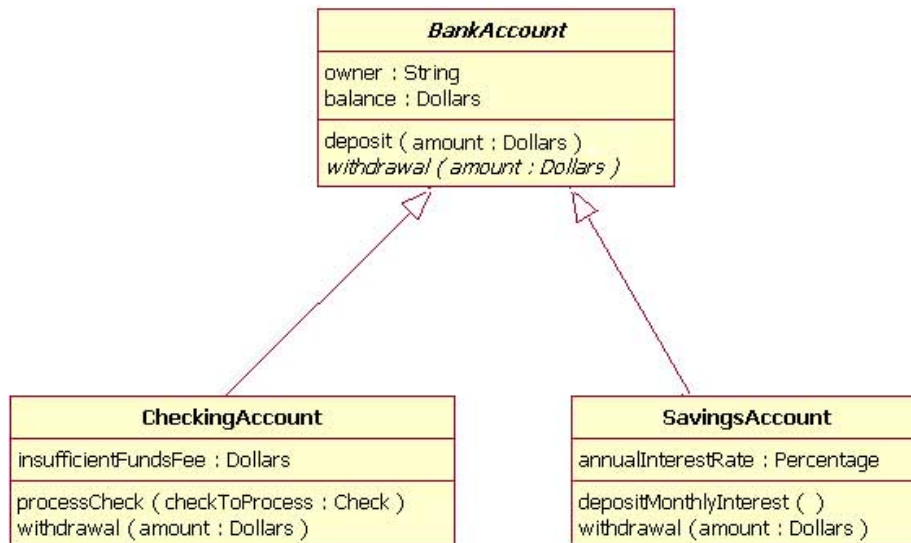 BankAccount
owner : String
balance : Dollars
deposit ( amount : Dollars )
withdrawal ( amount : Dollars )
CheckingAccount
insufficientFundsFee : Dollars
processCheck ( checkToProcess : Check )
withdrawal ( amount : Dollars )
SavingsAccount
annualInterestRate : Percentage
depositMonthlyInterest ( )
withdrawal ( amount : Dollars )